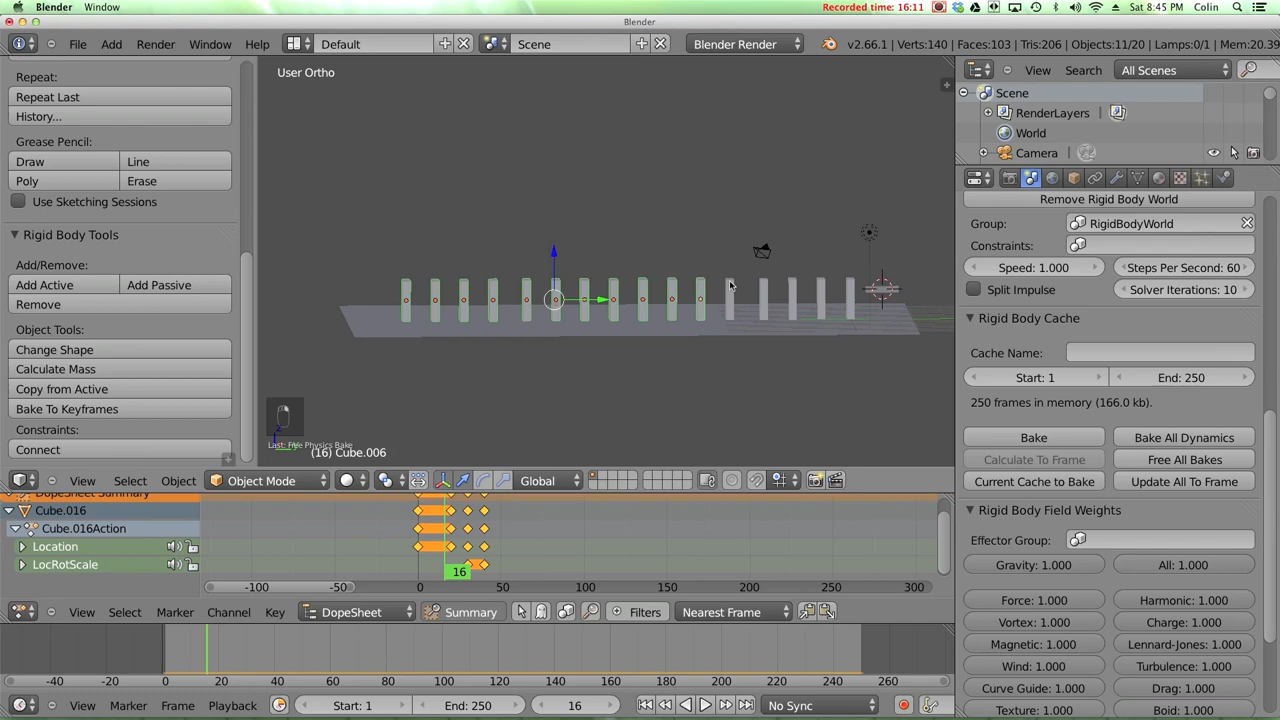 Blender Window Recorded time: 16:11 Sat 8:45 PM Colin
Blender
File Add Render Window Help Default Scene Blender Render v2.66.1 | Verts:140 | Faces:103 | Tris:206 | Objects:11/20 | Lamps:0/1 | Mem:20.39
Repeat:
Repeat Last
History...
Grease Pencil:
Draw Line
Poly Erase
Use Sketching Sessions
Rigid Body Tools
Add/Remove:
Add Active Add Passive
Remove
Object Tools:
Change Shape
Calculate Mass
Copy from Active
Bake To Keyframes
Constraints:
Connect
User Ortho
Last: Free Physics Bake
(16) Cube.006
View Select Object Object Mode Global
View Search All Scenes
Scene
RenderLayers
World
Camera
Remove Rigid Body World
Group: RigidBodyWorld
Constraints:
Speed: 1.000 Steps Per Second: 60
Split Impulse Solver Iterations: 10
Rigid Body Cache
Cache Name:
Start: 1 End: 250
250 frames in memory (166.0 kb).
Bake Bake All Dynamics
Calculate To Frame Free All Bakes
Current Cache to Bake Update All To Frame
Rigid Body Field Weights
Effector Group:
Gravity: 1.000 All: 1.000
Force: 1.000 Harmonic: 1.000
Vortex: 1.000 Charge: 1.000
Magnetic: 1.000 Lennard-Jones: 1.000
Wind: 1.000 Turbulence: 1.000
Curve Guide: 1.000 Drag: 1.000
Texture: 1.000 Boid: 1.000
DopeSheet Summary
Cube.016
Cube.016Action
Location
LocRotScale
16
-100 -50 0 50 100 150 200 250 300
View Select Marker Channel Key DopeSheet Summary Filters Nearest Frame
-40 -20 0 20 40 60 80 100 120 140 160 180 200 220 240 260
View Marker Frame Playback Start: 1 End: 250 16 No Sync